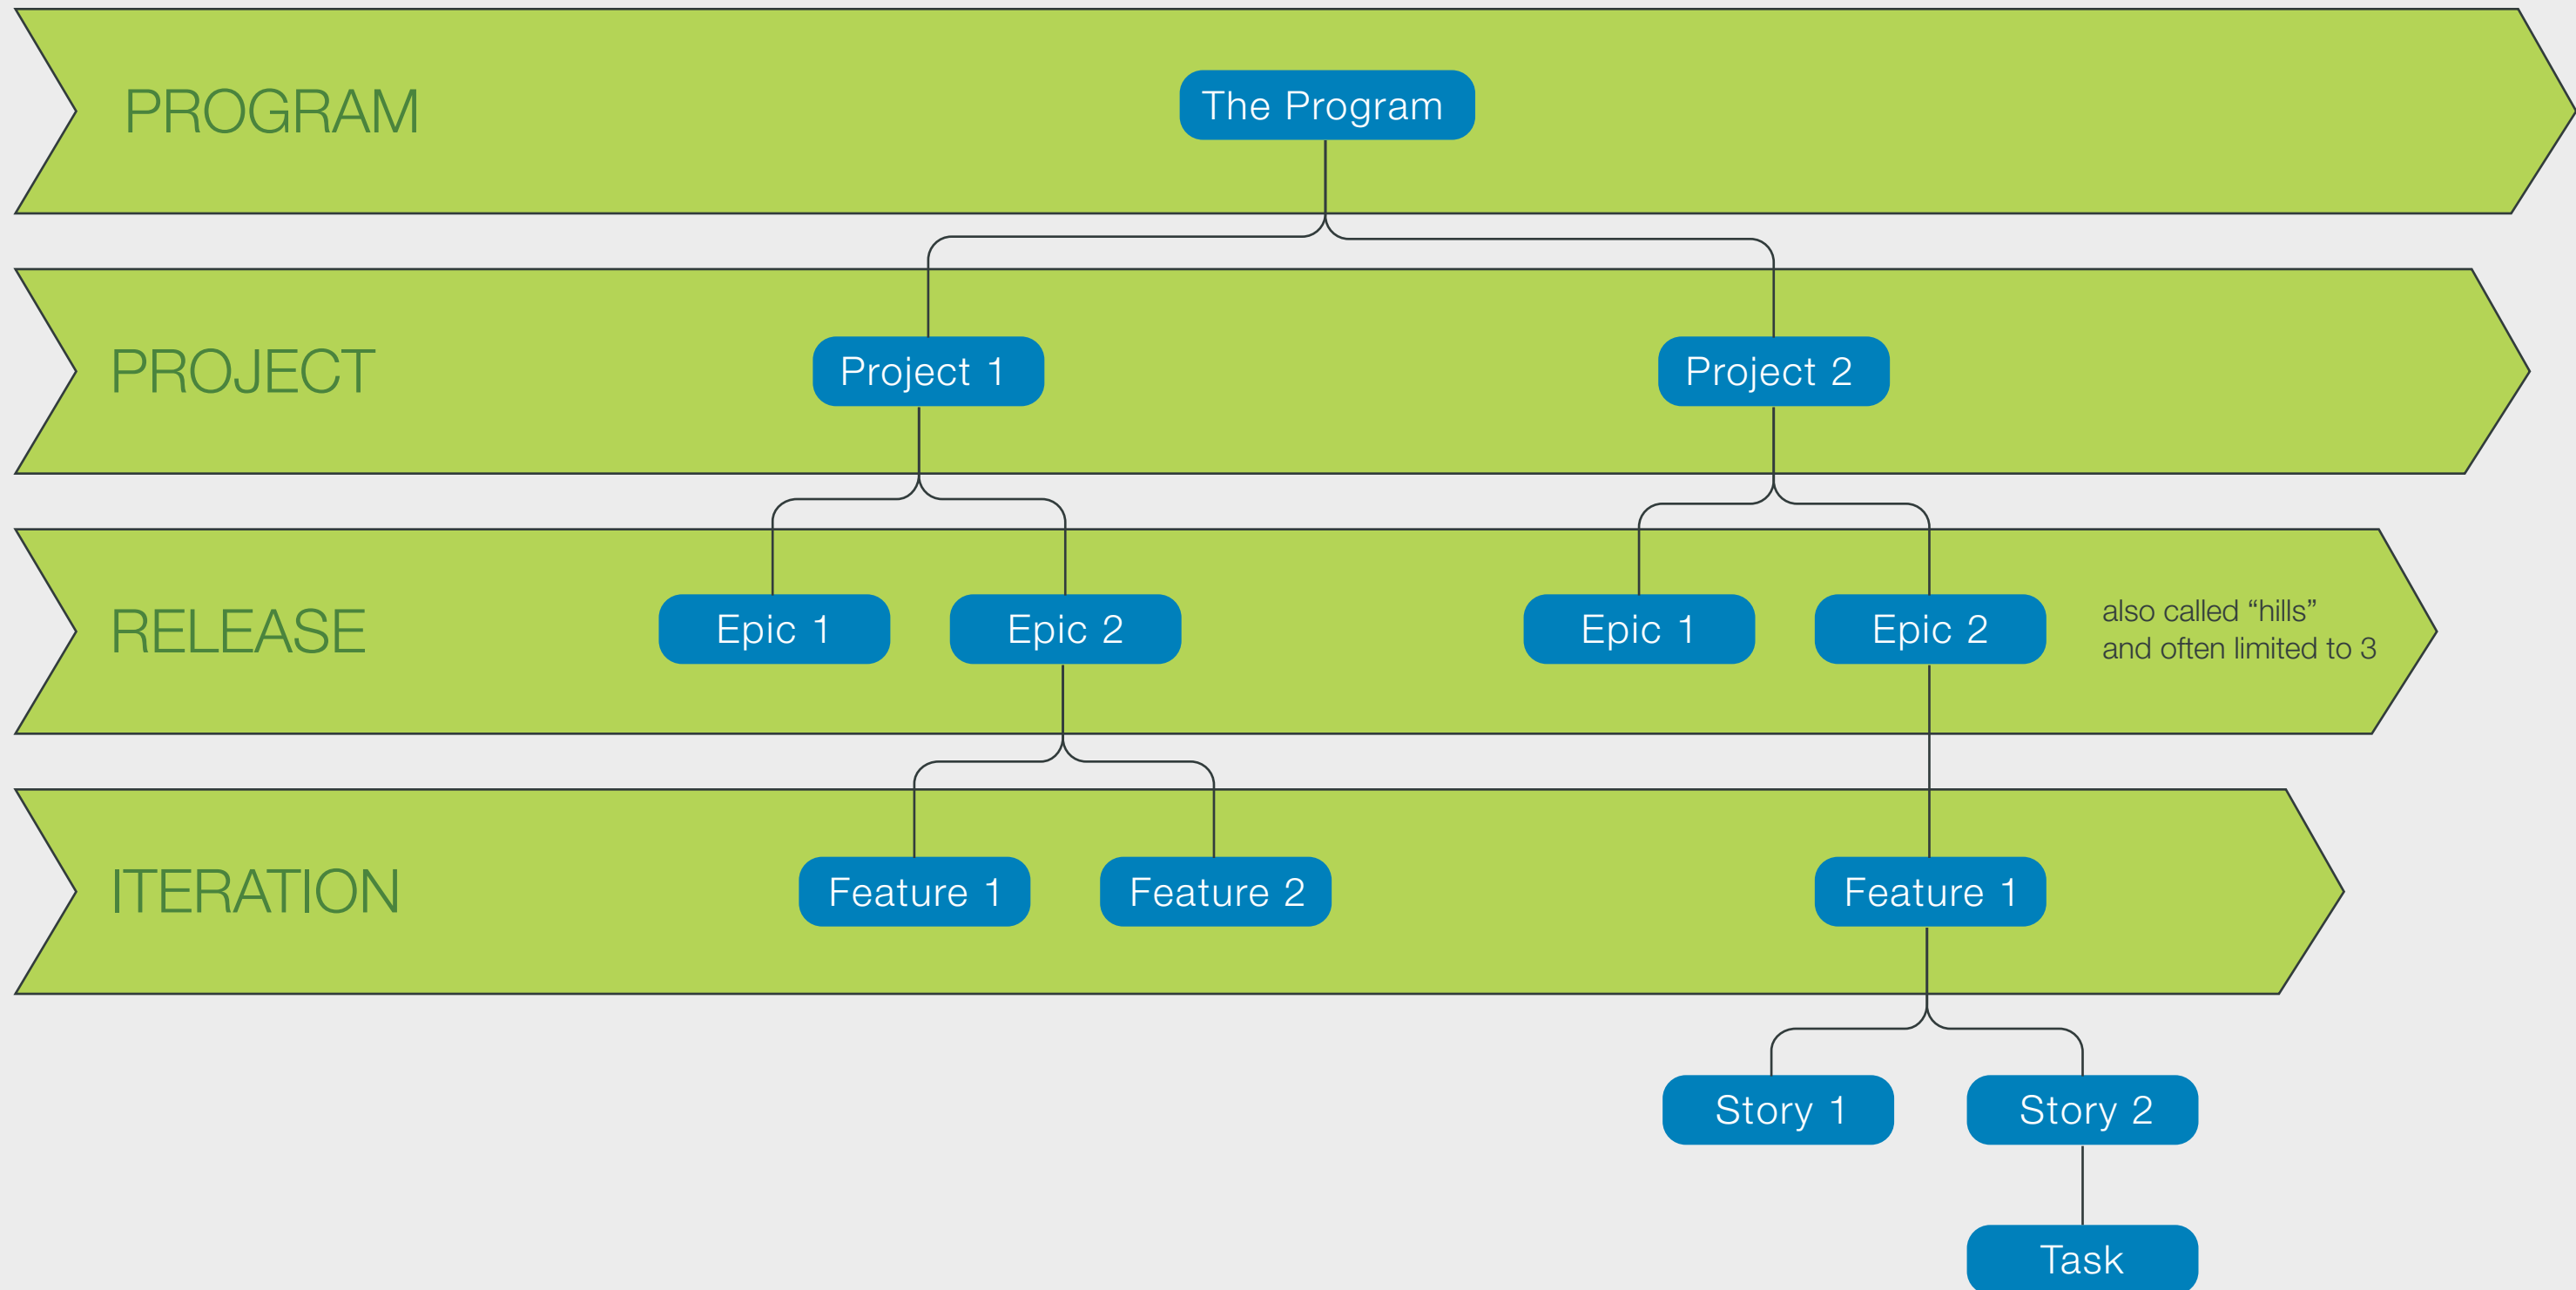 PROGRAM
The Program
PROJECT
Project 1
Project 2
RELEASE
Epic 1
Epic 2
Epic 1
Epic 2
also called “hills”
and often limited to 3
ITERATION
Feature 1
Feature 2
Feature 1
Story 1
Story 2
Task